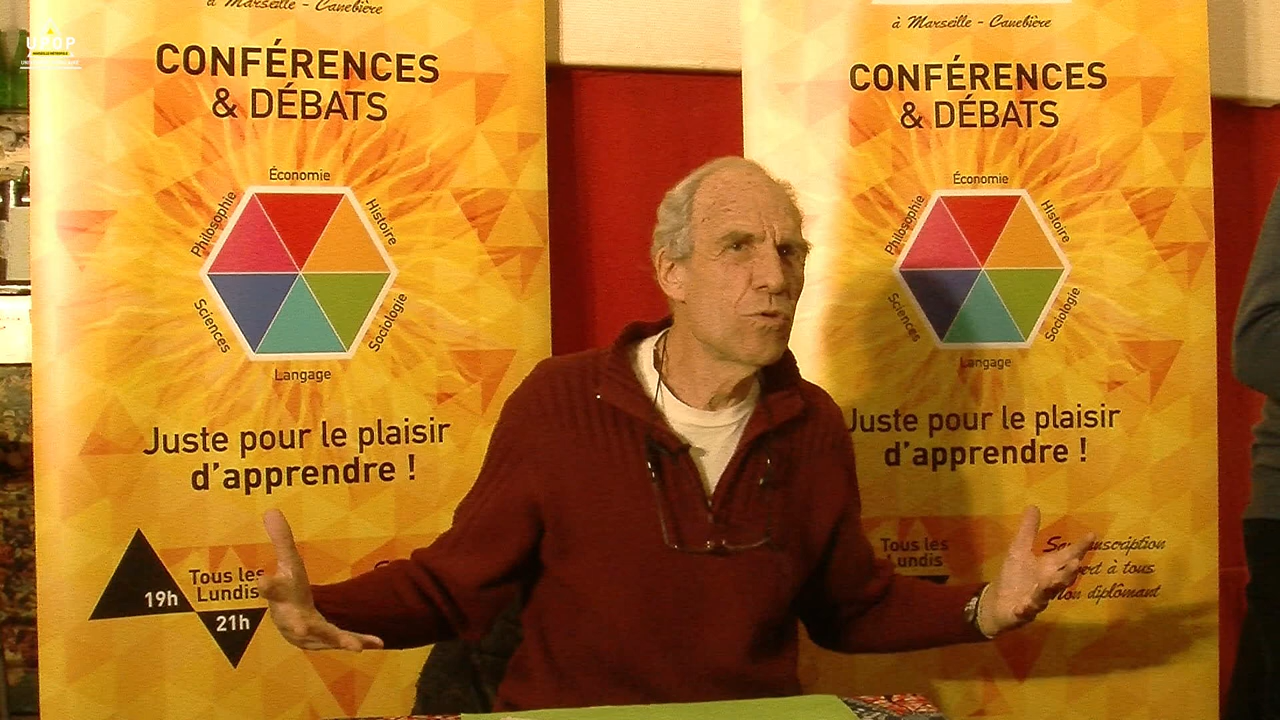 UPOP
à Marseille - Canebière
CONFÉRENCES
& DÉBATS
Économie
Philosophie
Histoire
Sciences
Sociologie
Langage
Juste pour le plaisir
d'apprendre !
19h
Tous les
Lundis
21h
à Marseille - Canebière
CONFÉRENCES
& DÉBATS
Économie
Philosophie
Histoire
Sciences
Sociologie
Langage
Juste pour le plaisir
d'apprendre !
Tous les
Lundis
inscription
à tous
diplômant